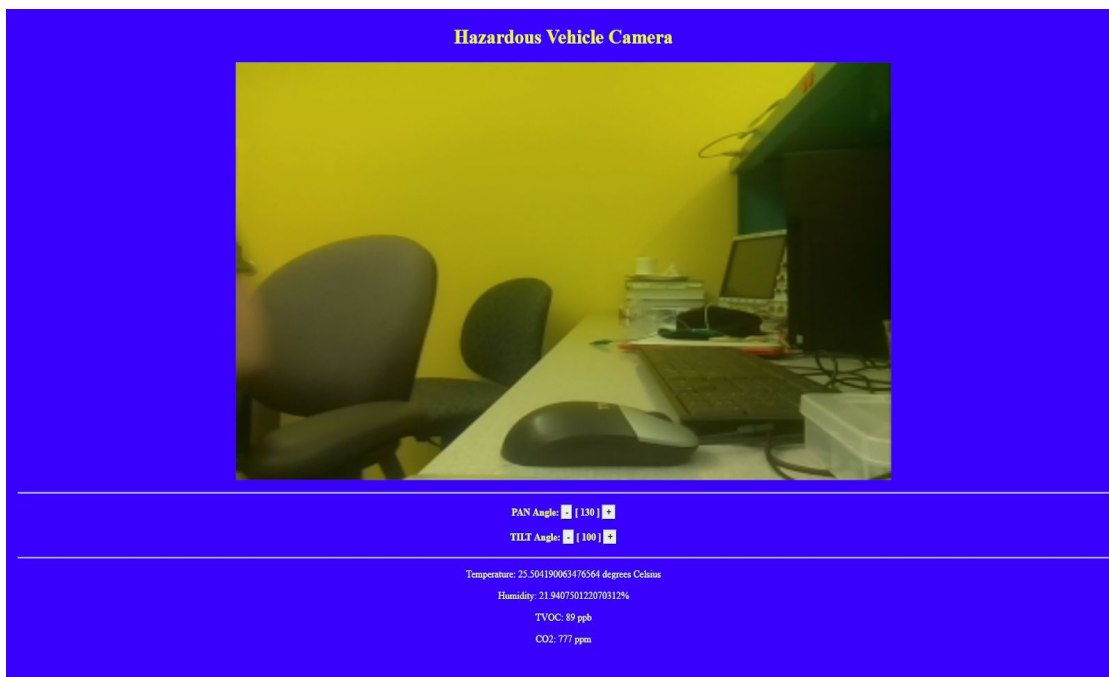 Hazardous Vehicle Camera
PAN Angle: - [ 130 ] +
TILT Angle: - [ 100 ] +
Temperature: 25.504190063476564 degrees Celsius
Humidity: 21.940750122070312%
TVOC: 89 ppb
CO2: 777 ppm